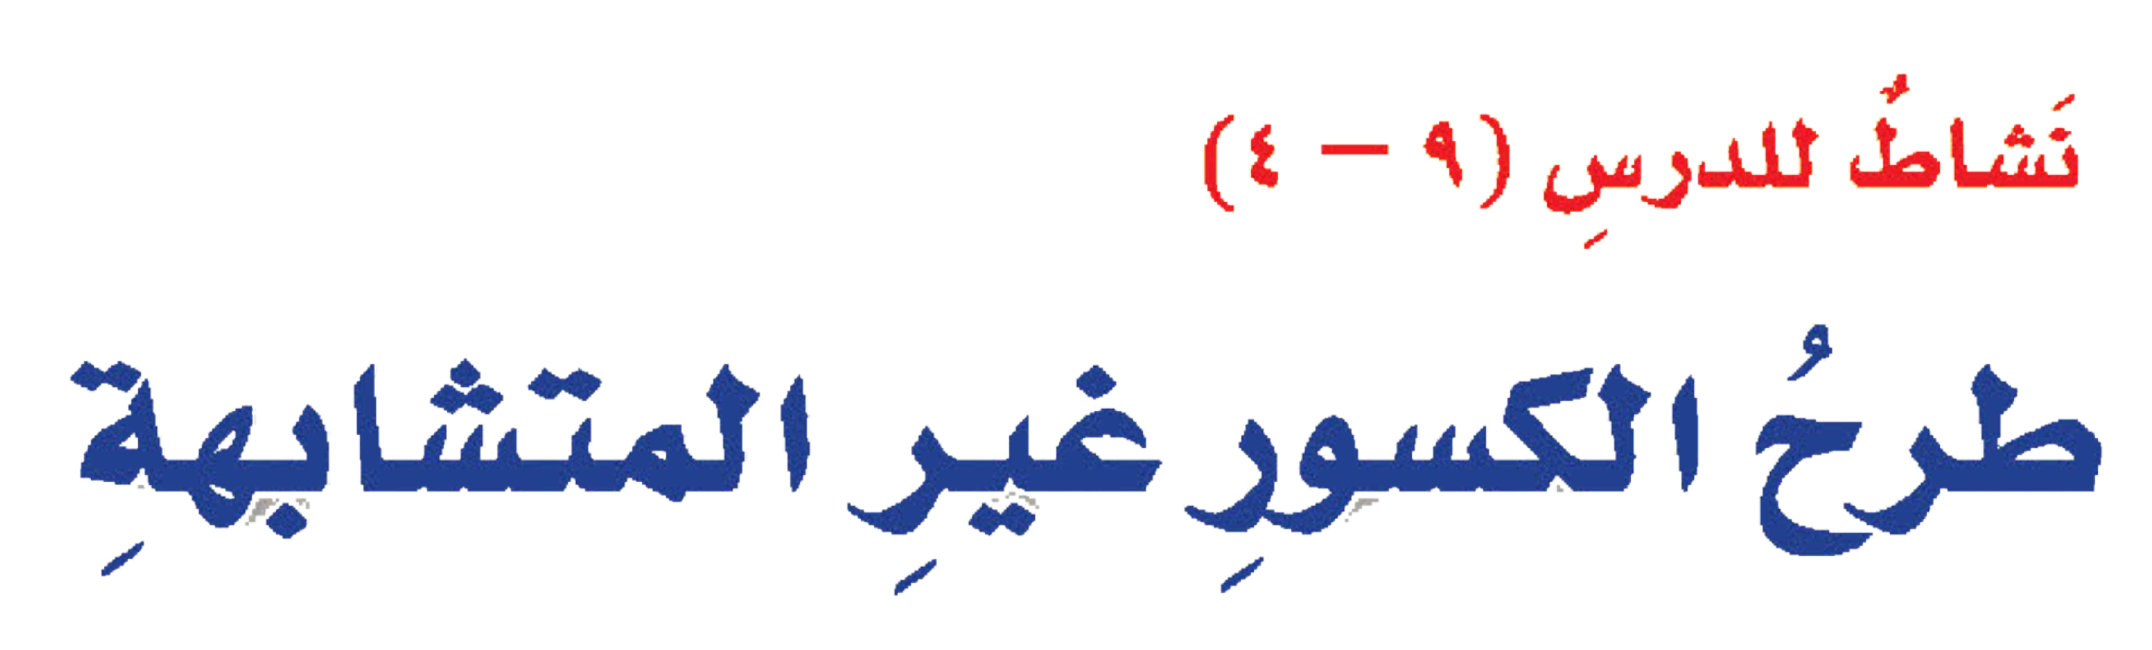 نَشاطٌ للدرسِ (٩ – ٤)
طرحُ الكسورِ غيرِ المتشابهةِ